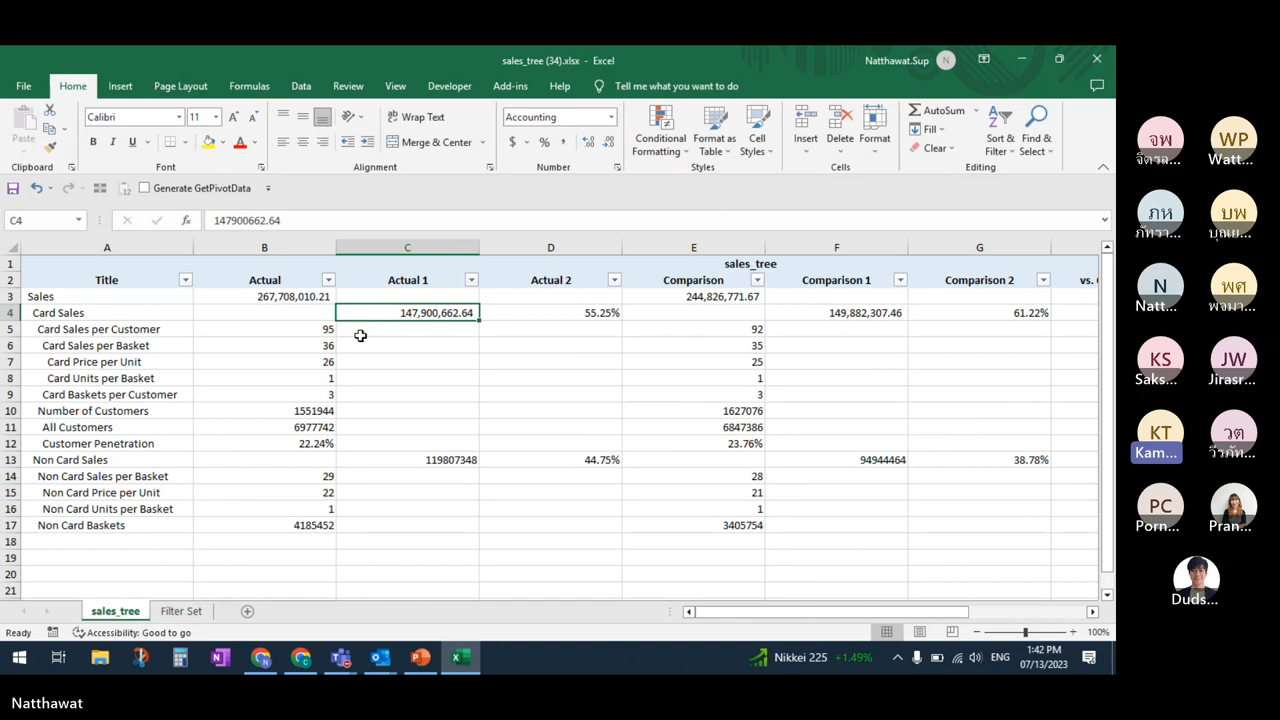 sales_tree (34).xlsx - Excel
Natthawat.Sup N
File Home Insert Page Layout Formulas Data Review View Developer Add-ins Help Tell me what you want to do
Paste
Clipboard
Calibri 11
B I U
Font
Wrap Text
Merge & Center
Alignment
Accounting
$ % ,
Number
Conditional Formatting
Format as Table
Cell Styles
Styles
Insert Delete Format
Cells
AutoSum
Fill
Clear
Sort & Filter
Find & Select
Editing
Generate GetPivotData
C4 fx 147900662.64
A B C D E F G
1 sales_tree
2 Title Actual Actual 1 Actual 2 Comparison Comparison 1 Comparison 2 vs.
3 Sales 267,708,010.21 244,826,771.67
4 Card Sales 147,900,662.64 55.25% 149,882,307.46 61.22%
5 Card Sales per Customer 95 92
6 Card Sales per Basket 36 35
7 Card Price per Unit 26 25
8 Card Units per Basket 1 1
9 Card Baskets per Customer 3 3
10 Number of Customers 1551944 1627076
11 All Customers 6977742 6847386
12 Customer Penetration 22.24% 23.76%
13 Non Card Sales 119807348 44.75% 94944464 38.78%
14 Non Card Sales per Basket 29 28
15 Non Card Price per Unit 22 21
16 Non Card Units per Basket 1 1
17 Non Card Baskets 4185452 3405754
18
19
20
21
sales_tree Filter Set
Ready Accessibility: Good to go 100%
Nikkei 225 +1.49% ENG 1:42 PM
07/13/2023
จพ WP
จิตรล... Watt...
ภห บพ
ภัทรา... บุณย...
N พศ
Natt... พจมา...
KS JW
Saks... Jirasr...
KT วต
Kam... วีรภัท...
PC
Porn... Pran...
Duds...
Natthawat